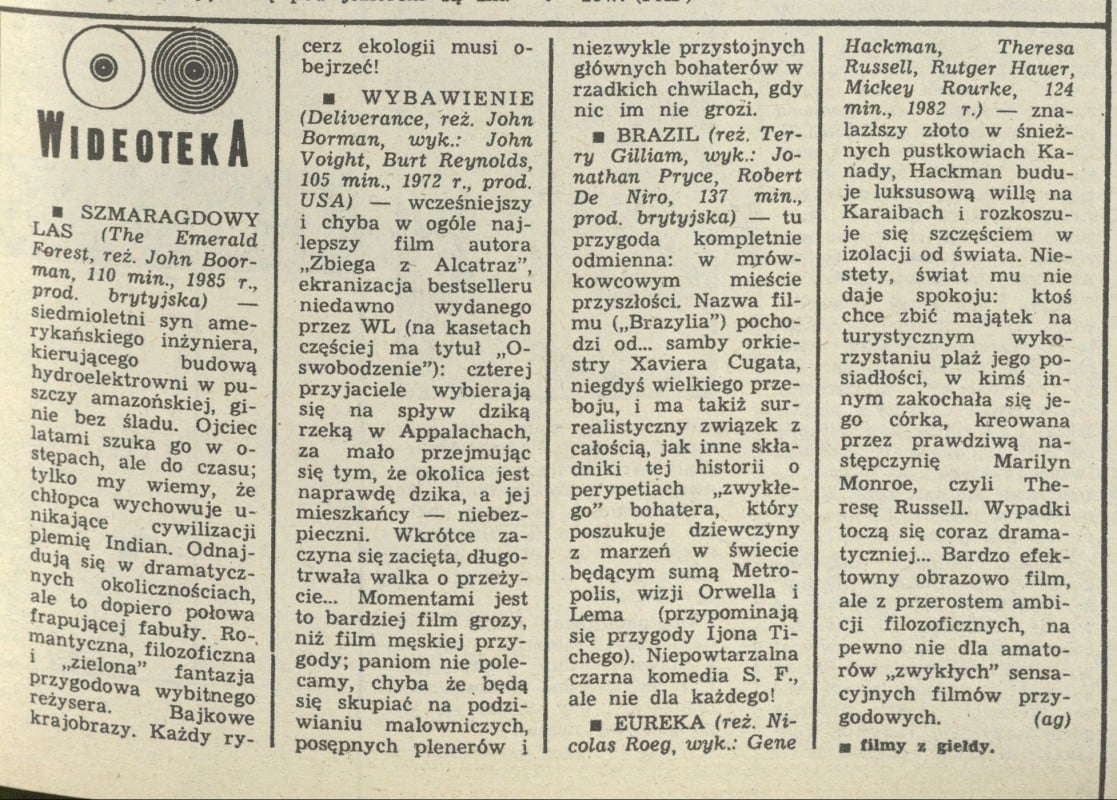 WIDEOTEKA
■ SZMARAGDOWY
LAS (The Emerald
Forest, reż. John Boor-
man, 110 min., 1985 r.,
prod. brytyjska) —
siedmioletni syn ame-
rykańskiego inżyniera,
kierującego budową
hydroelektrowni w pu-
szczy amazońskiej, gi-
nie bez śladu. Ojciec
latami szuka go w o-
stępach, ale do czasu;
tylko my wiemy, że
chłopca wychowuje u-
nikające cywilizacji
plemię Indian. Odnaj-
dują się w dramatycz-
nych okolicznościach,
ale to dopiero połowa
frapującej fabuły. Ro-
mantyczna, filozoficzna
i „zielona” fantazja
przygodowa wybitnego
reżysera. Bajkowe
krajobrazy. Każdy ry-
cerz ekologii musi o-
bejrzeć!
■ WYBAWIENIE
(Deliverance, reż. John
Borman, wyk.: John
Voight, Burt Reynolds,
105 min., 1972 r., prod.
USA) — wcześniejszy
i chyba w ogóle naj-
lepszy film autora
„Zbiega z Alcatraz”,
ekranizacja bestselleru
niedawno wydanego
przez WL (na kasetach
częściej ma tytuł „O-
swobodzenie”): czterej
przyjaciele wybierają
się na spływ dziką
rzeką w Appalachach,
za mało przejmując
się tym, że okolica jest
naprawdę dzika, a jej
mieszkańcy — niebez-
pieczni. Wkrótce za-
czyna się zacięta, długo-
trwała walka o przeży-
cie... Momentami jest
to bardziej film grozy,
niż film męskiej przy-
gody; paniom nie pole-
camy, chyba że będą
się skupiać na podzi-
wianiu malowniczych,
posępnych plenerów i
niezwykle przystojnych
głównych bohaterów w
rzadkich chwilach, gdy
nic im nie grozi.
■ BRAZIL (reż. Ter-
ry Gilliam, wyk.: Jo-
nathan Pryce, Robert
De Niro, 137 min.,
prod. brytyjska) — tu
przygoda kompletnie
odmienna: w mrów-
kowcowym mieście
przyszłości. Nazwa fil-
mu („Brazylia”) pocho-
dzi od... samby orkie-
stry Xaviera Cugata,
niegdyś wielkiego prze-
boju, i ma takiż sur-
realistyczny związek z
całością, jak inne skła-
dniki tej historii o
perypetiach „zwykłe-
go” bohatera, który
poszukuje dziewczyny
z marzeń w świecie
będącym sumą Metro-
polis, wizji Orwella i
Lema (przypominają
się przygody Ijona Ti-
chego). Niepowtarzalna
czarna komedia S. F.,
ale nie dla każdego!
■ EUREKA (reż. Ni-
colas Roeg, wyk.: Gene
Hackman, Theresa
Russell, Rutger Hauer,
Mickey Rourke, 124
min., 1982 r.) — zna-
lazłszy złoto w śnież-
nych pustkowiach Ka-
nady, Hackman budu-
je luksusową willę na
Karaibach i rozkoszu-
je się szczęściem w
izolacji od świata. Nie-
stety, świat mu nie
daje spokoju: ktoś
chce zbić majątek na
turystycznym wyko-
rzystaniu plaż jego po-
siadłości, w kimś in-
nym zakochała się je-
go córka, kreowana
przez prawdziwą na-
stępczynię Marilyn
Monroe, czyli The-
resę Russell. Wypadki
toczą się coraz drama-
tyczniej... Bardzo efek-
towny obrazowo film,
ale z przerostem ambi-
cji filozoficznych, na
pewno nie dla amato-
rów „zwykłych” sensa-
cyjnych filmów przy-
godowych. (ag)
■ filmy z giełdy.